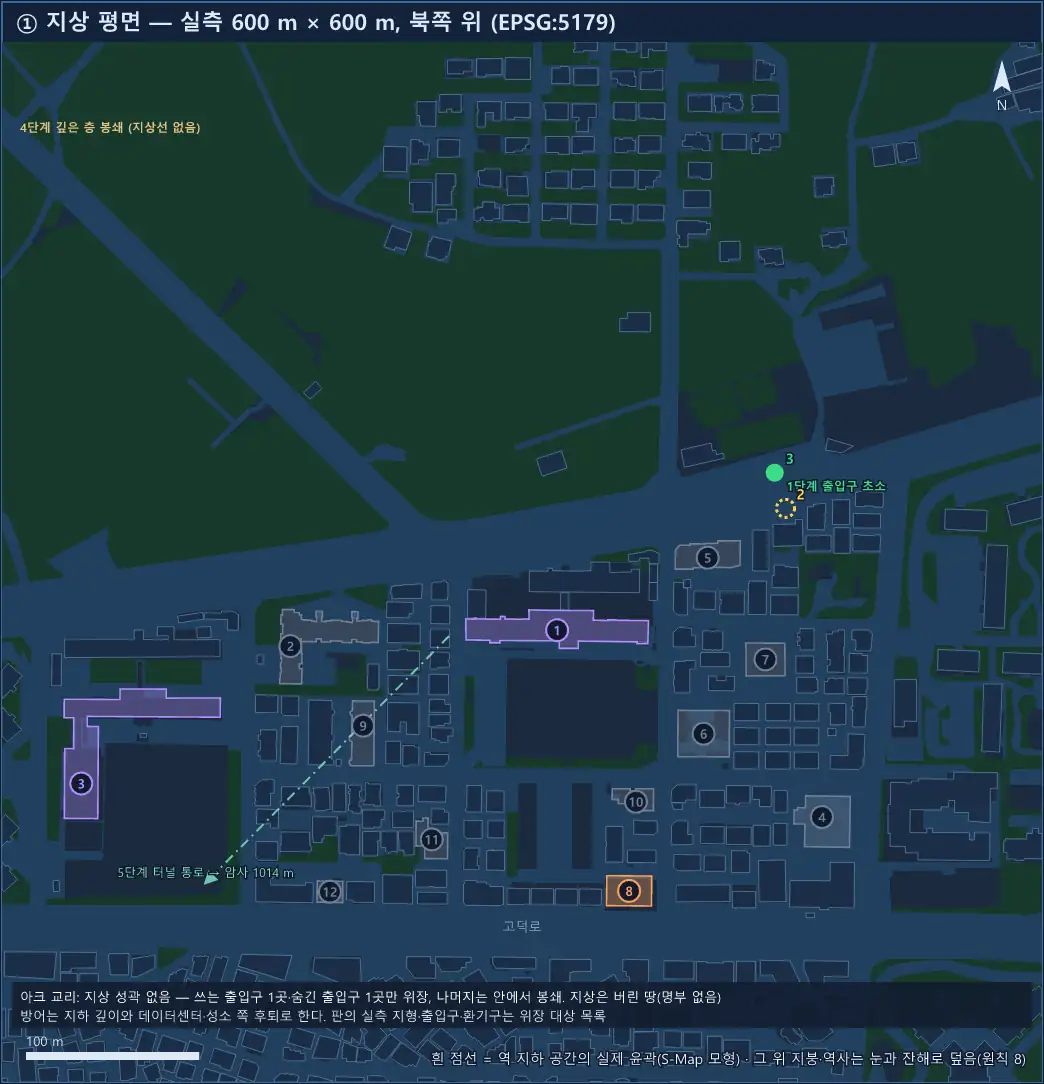 ① 지상 평면 — 실측 600 m × 600 m, 북쪽 위 (EPSG:5179)
N
4단계 깊은 층 봉쇄 (지상선 없음)
3
1단계 출입구 초소
2
5
1
2
7
9
6
3
10
4
11
5단계 터널 통로 → 암사 1014 m
12
8
고덕로
아크 교리: 지상 성곽 없음 — 쓰는 출입구 1곳·숨긴 출입구 1곳만 위장, 나머지는 안에서 봉쇄. 지상은 버린 땅(명부 없음)
방어는 지하 깊이와 데이터센터·성소 쪽 후퇴로 한다. 판의 실측 지형·출입구·환기구는 위장 대상 목록
100 m
흰 점선 = 역 지하 공간의 실제 윤곽(S-Map 모형) · 그 위 지붕·역사는 눈과 잔해로 덮음(원칙 8)